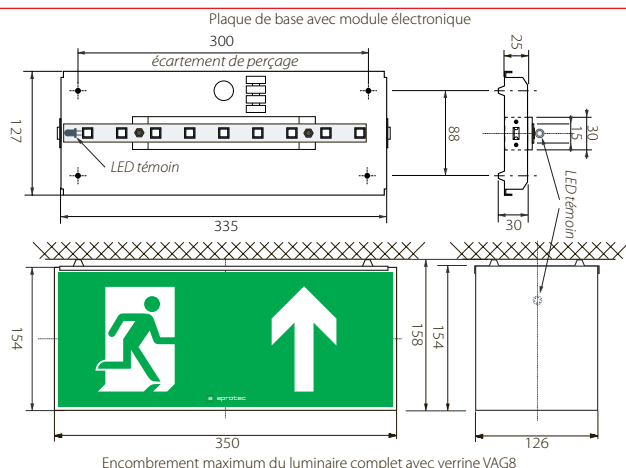 Plaque de base avec module électronique
300
écartement de perçage
25
127
88
15
30
LED témoin
LED témoin
30
335
154
158
154
aprotec
350
126
Encombrement maximum du luminaire complet avec verrine VAG8